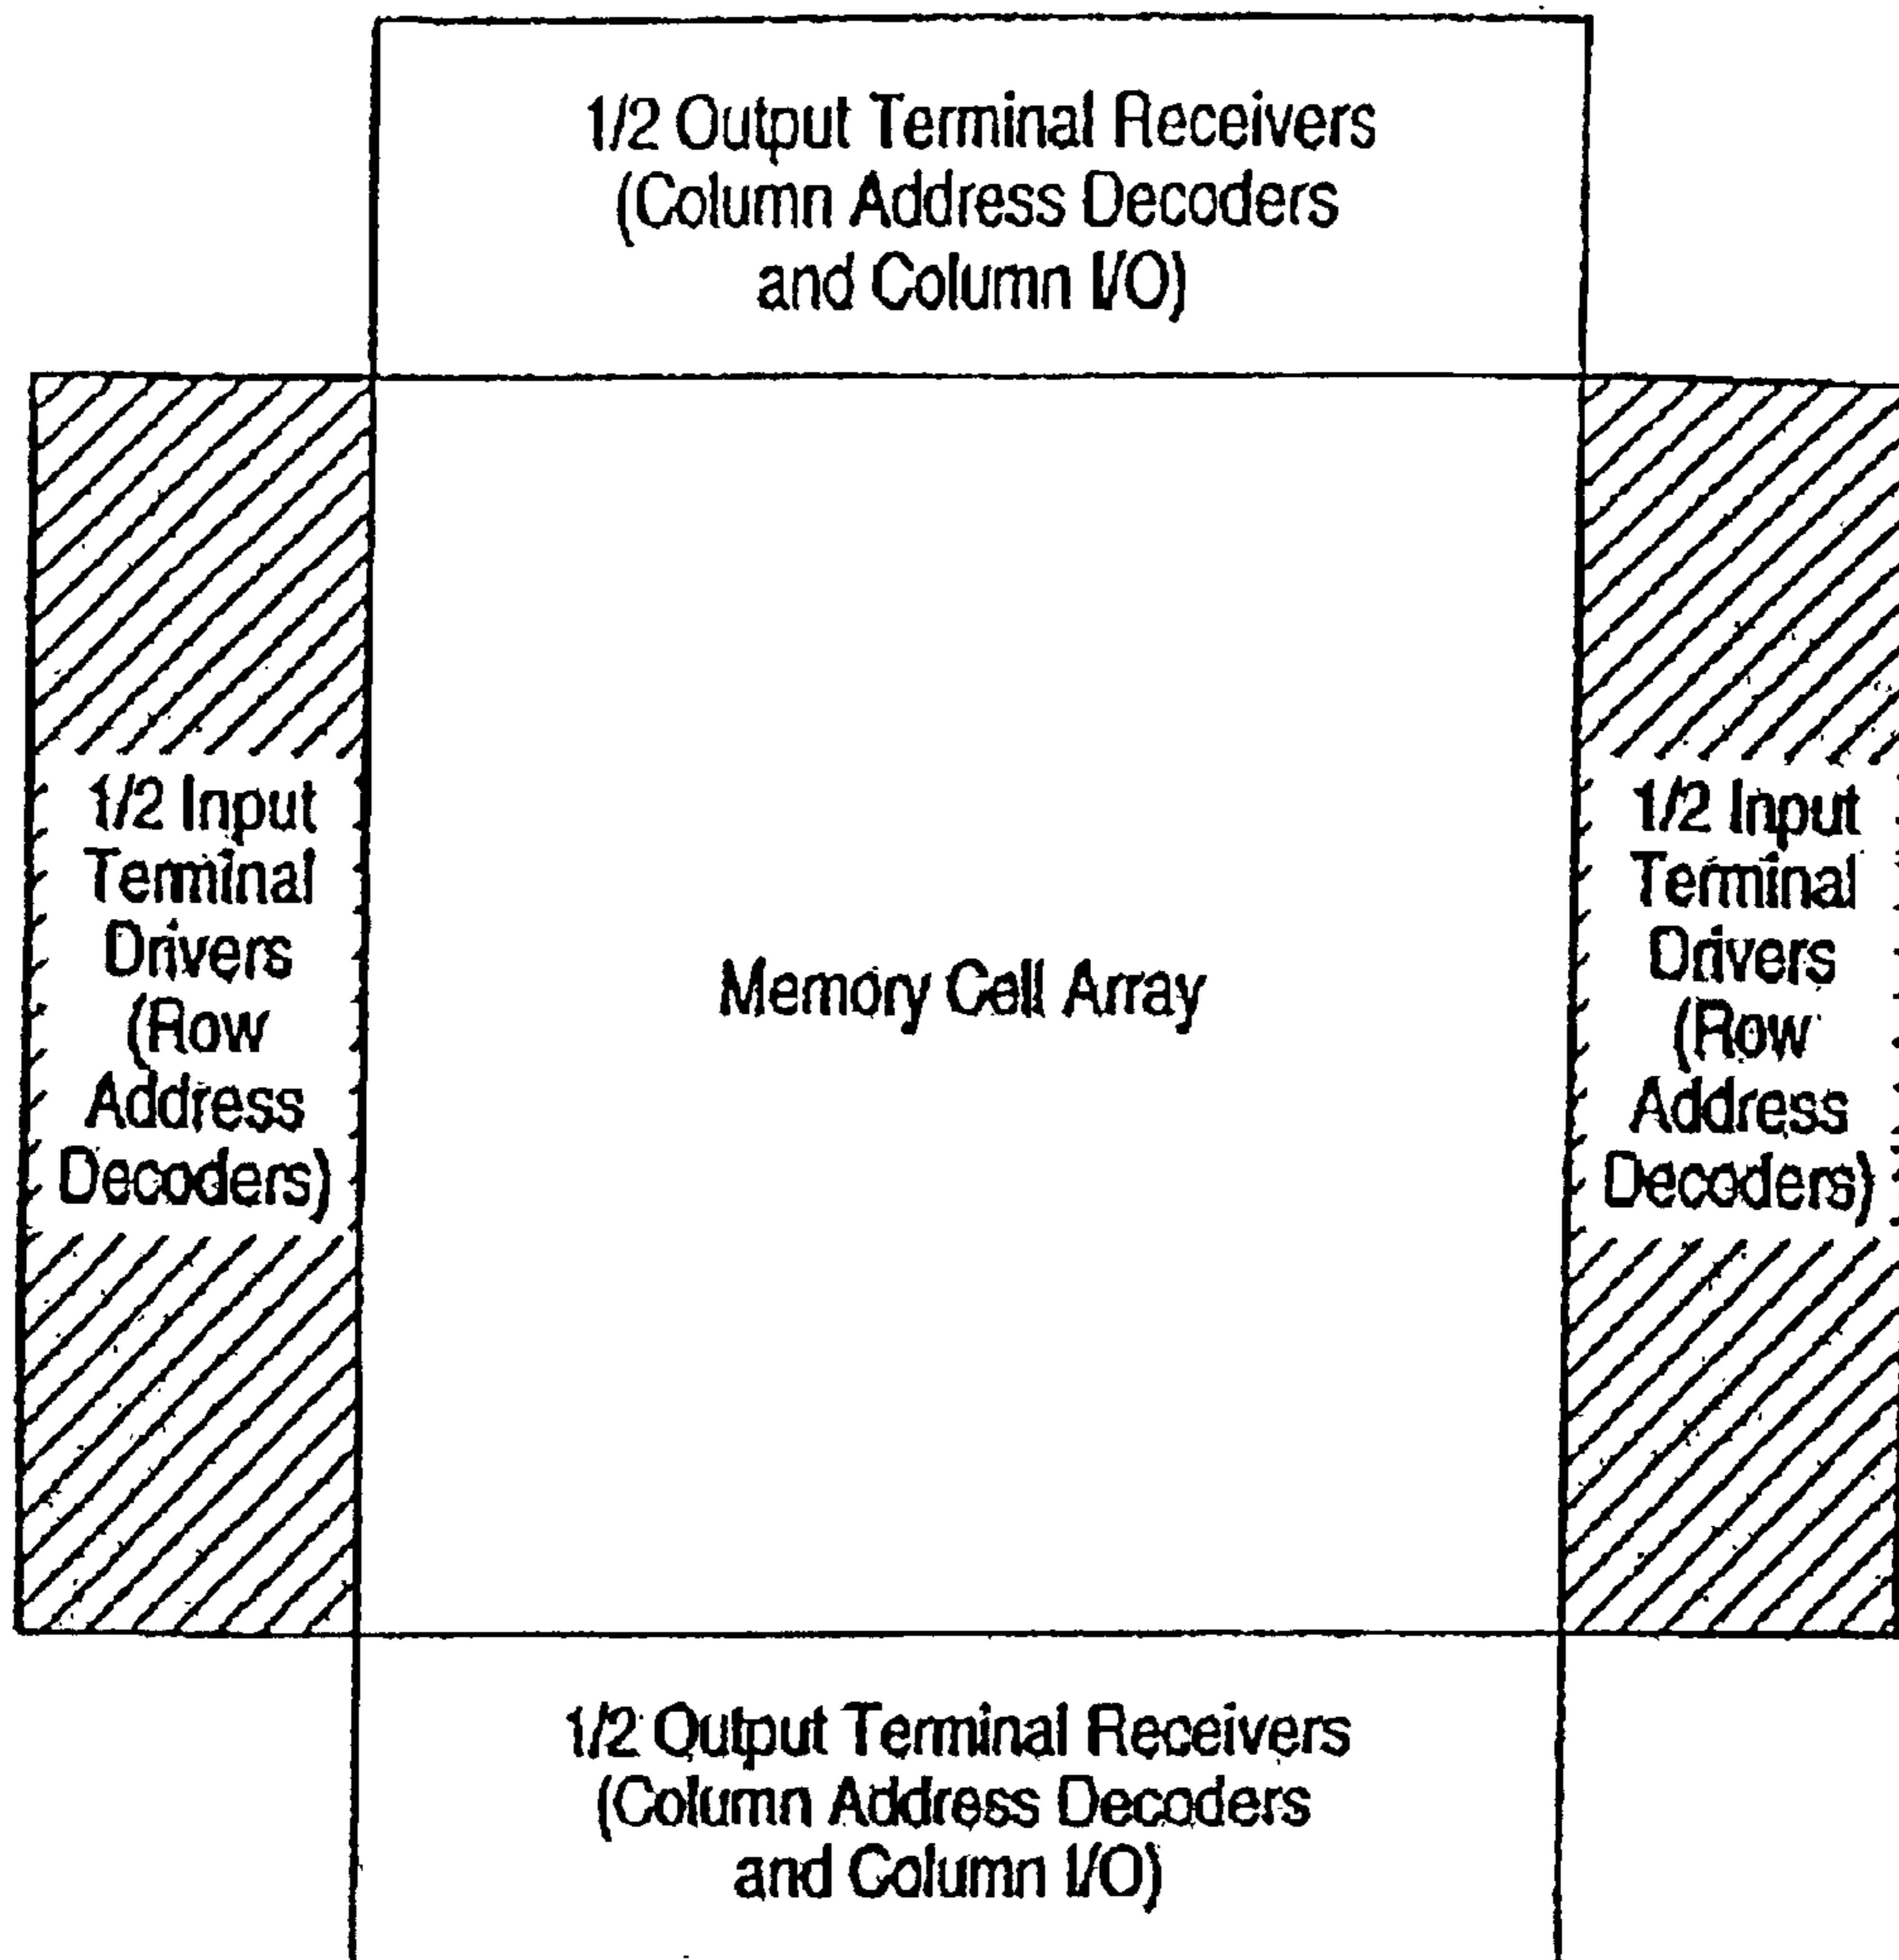 1/2 Output Terminal Receivers
(Column Address Decoders
and Column I/O)
1/2 Input
Terminal
Drivers
(Row
Address
Decoders)
Memory Cell Array
1/2 Input
Terminal
Drivers
(Row
Address
Decoders)
1/2 Output Terminal Receivers
(Column Address Decoders
and Column I/O)